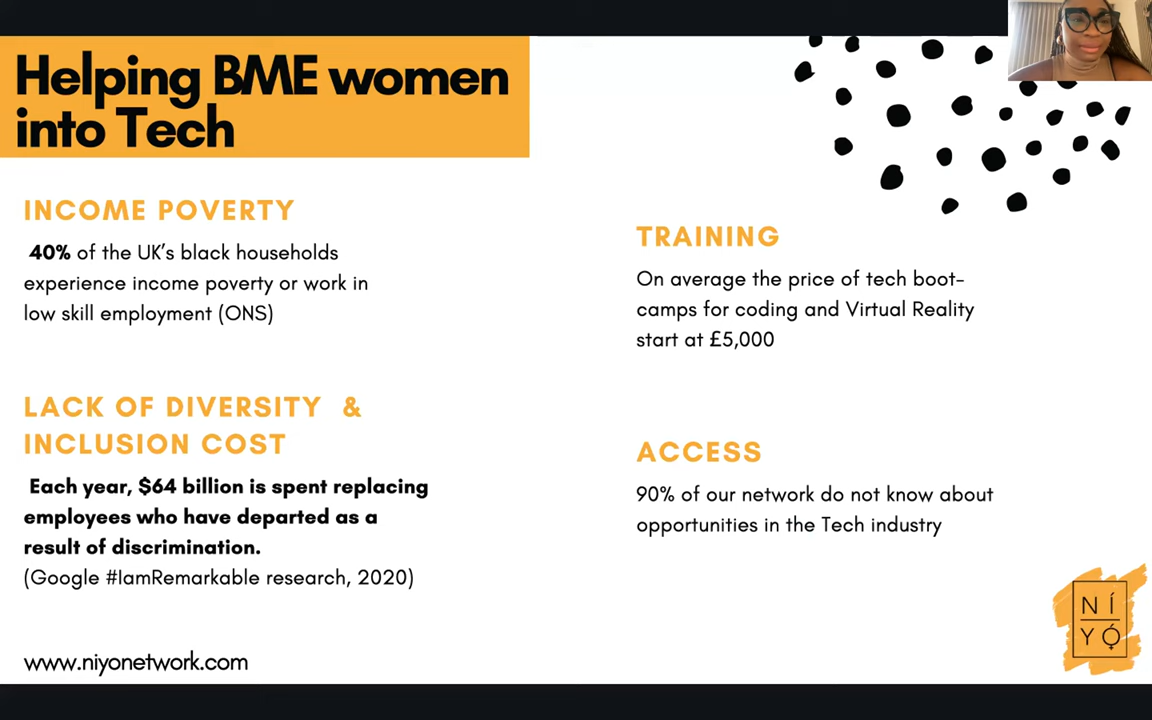 Helping BME women
into Tech
INCOME POVERTY
40% of the UK's black households
experience income poverty or work in
low skill employment (ONS)
LACK OF DIVERSITY &
INCLUSION COST
Each year, $64 billion is spent replacing
employees who have departed as a
result of discrimination.
(Google #IamRemarkable research, 2020)
www.niyonetwork.com
TRAINING
On average the price of tech boot-
camps for coding and Virtual Reality
start at £5,000
ACCESS
90% of our network do not know about
opportunities in the Tech industry
NÍ
YÓ